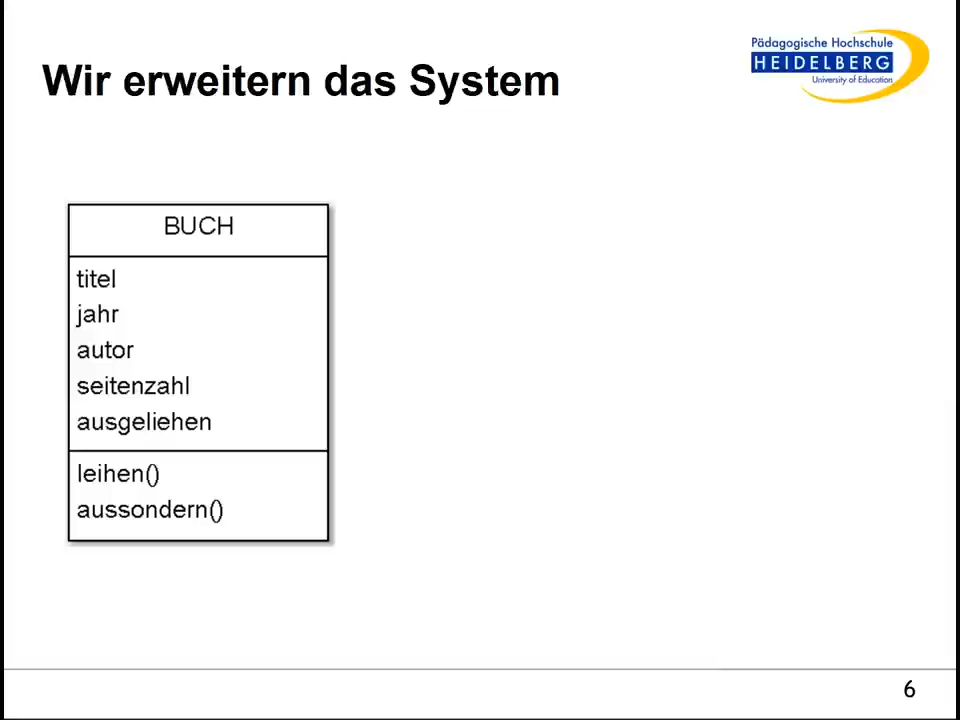 Wir erweitern das System
Pädagogische Hochschule
HEIDELBERG
University of Education
BUCH
titel
jahr
autor
seitenzahl
ausgeliehen
leihen()
aussondern()
6